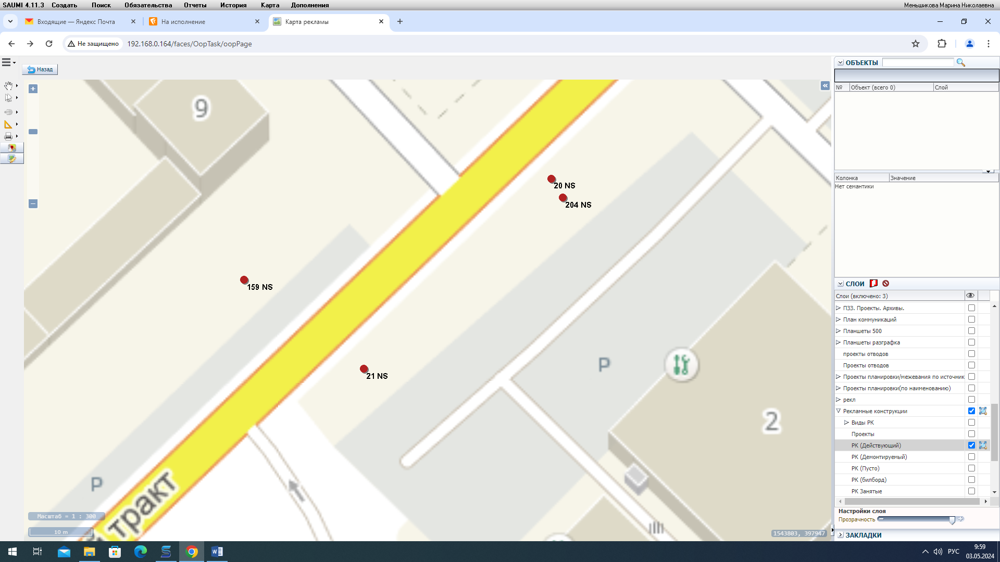 SAUMI 4.11.3 Создать Поиск Обязательства Отчеты История Карта Дополнения Меньшикова Марина Николаевна
Входящие — Яндекс Почта На исполнение Карта рекламы
Не защищено 192.168.0.164/faces/OopTask/oopPage
Назад
ОБЪЕКТЫ
№ Объект (всего 0) Слой
Колонка Значение
Нет семантики
9
20 NS
204 NS
159 NS
21 NS
P
2
P
й тракт
Масштаб = 1 : 300
10 m
1543803, 397947
СЛОИ
Слои (включено: 3)
ПЗЗ. Проекты. Архивы.
План коммуникаций
Планшеты 500
Планшеты разграфка
проекты отводов
Проекты отводов
Проекты планировки/межевания по источник
Проекты планировки(по наименованию)
рекл
Рекламные конструкции
Виды РК
Проекты
РК (Действующий)
РК (Демонтируемый)
РК (Пусто)
РК (билборд)
РК Занятые
Настройки слоя
Прозрачность
ЗАКЛАДКИ
РУС
9:59
03.05.2024